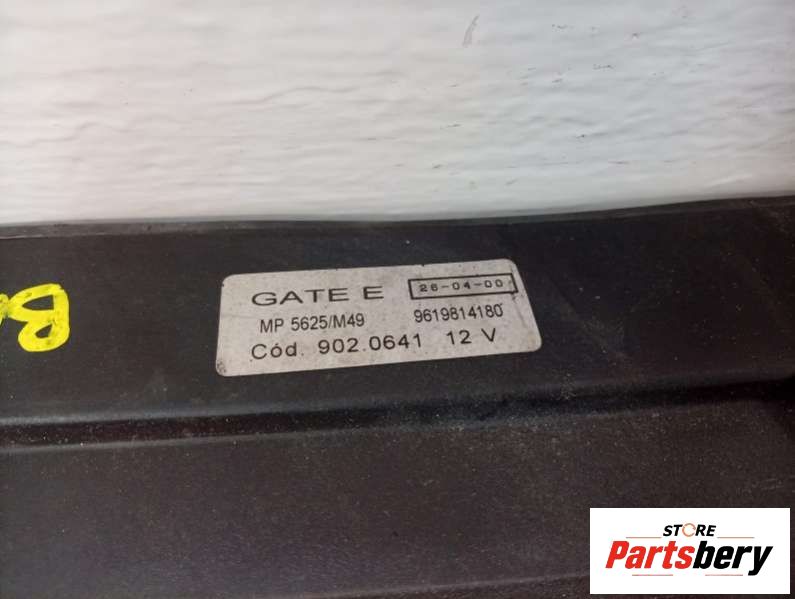 GATE E 26-04-00
MP 5625/M49 9619814180
Cód. 902.0641 12 V
STORE
Partsbery